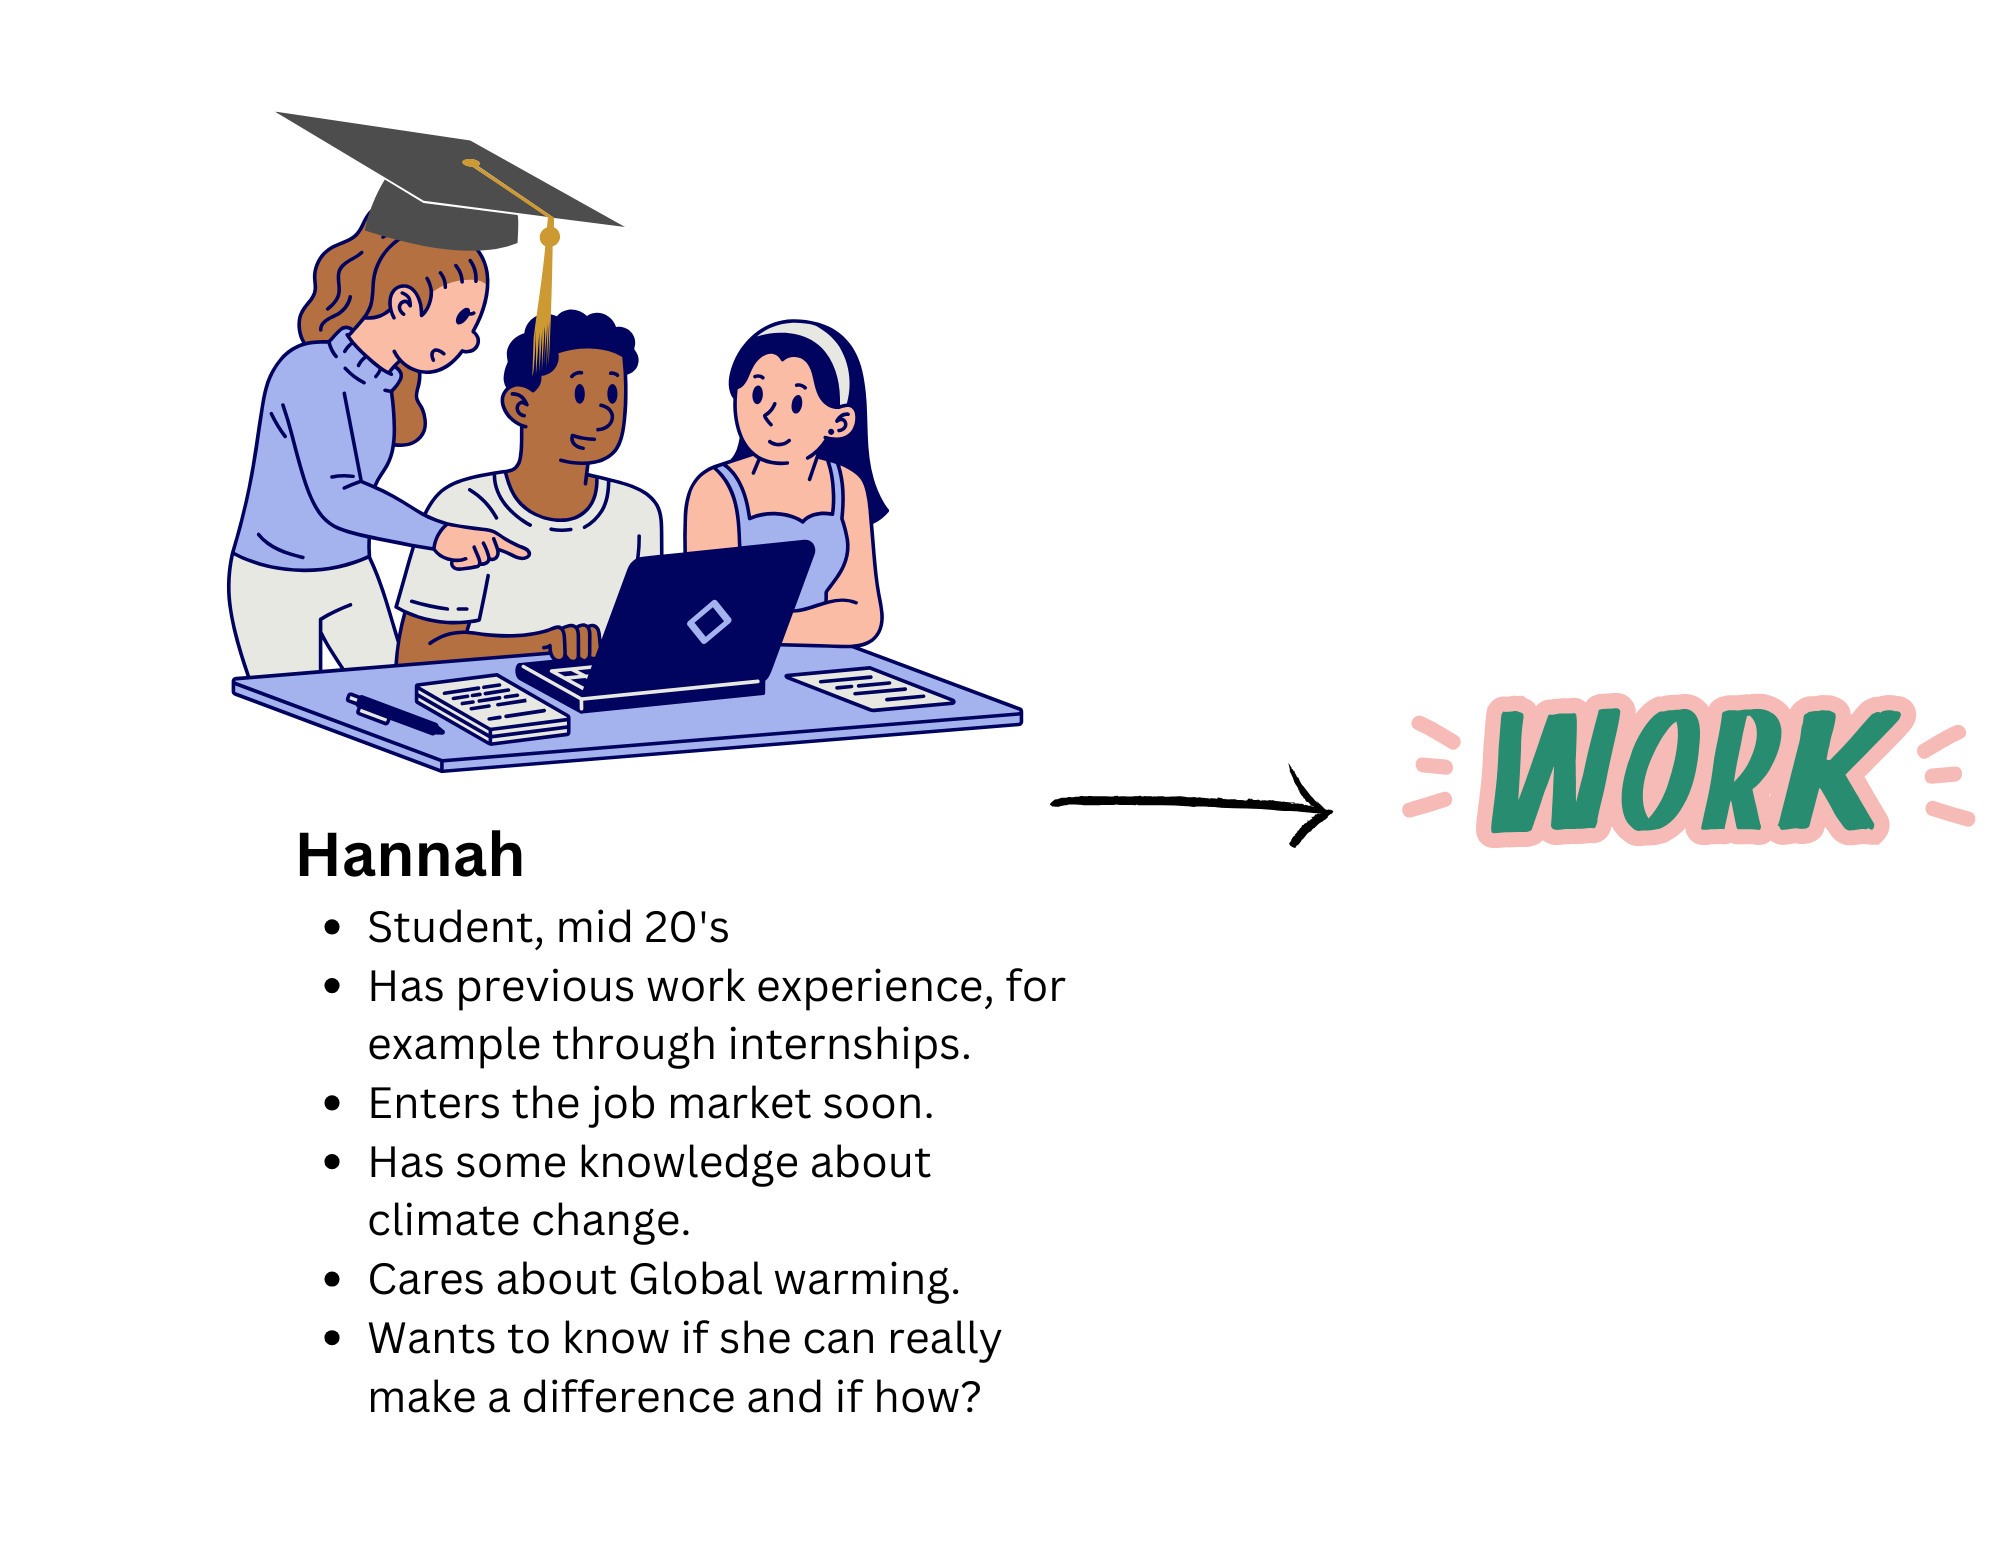 WORK
Hannah
• Student, mid 20's
• Has previous work experience, for
example through internships.
• Enters the job market soon.
• Has some knowledge about
climate change.
• Cares about Global warming.
• Wants to know if she can really
make a difference and if how?